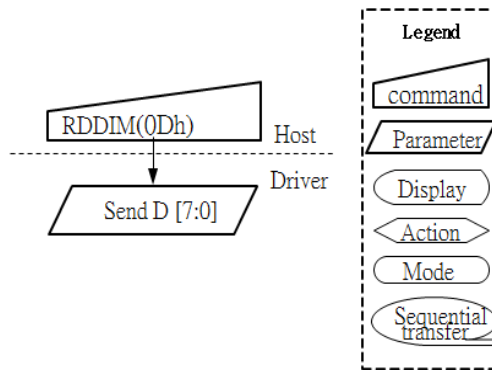 RDDIM(0Dh)
Host
Driver
Send D [7:0]
Legend
command
Parameter
Display
Action
Mode
Sequential
transfer